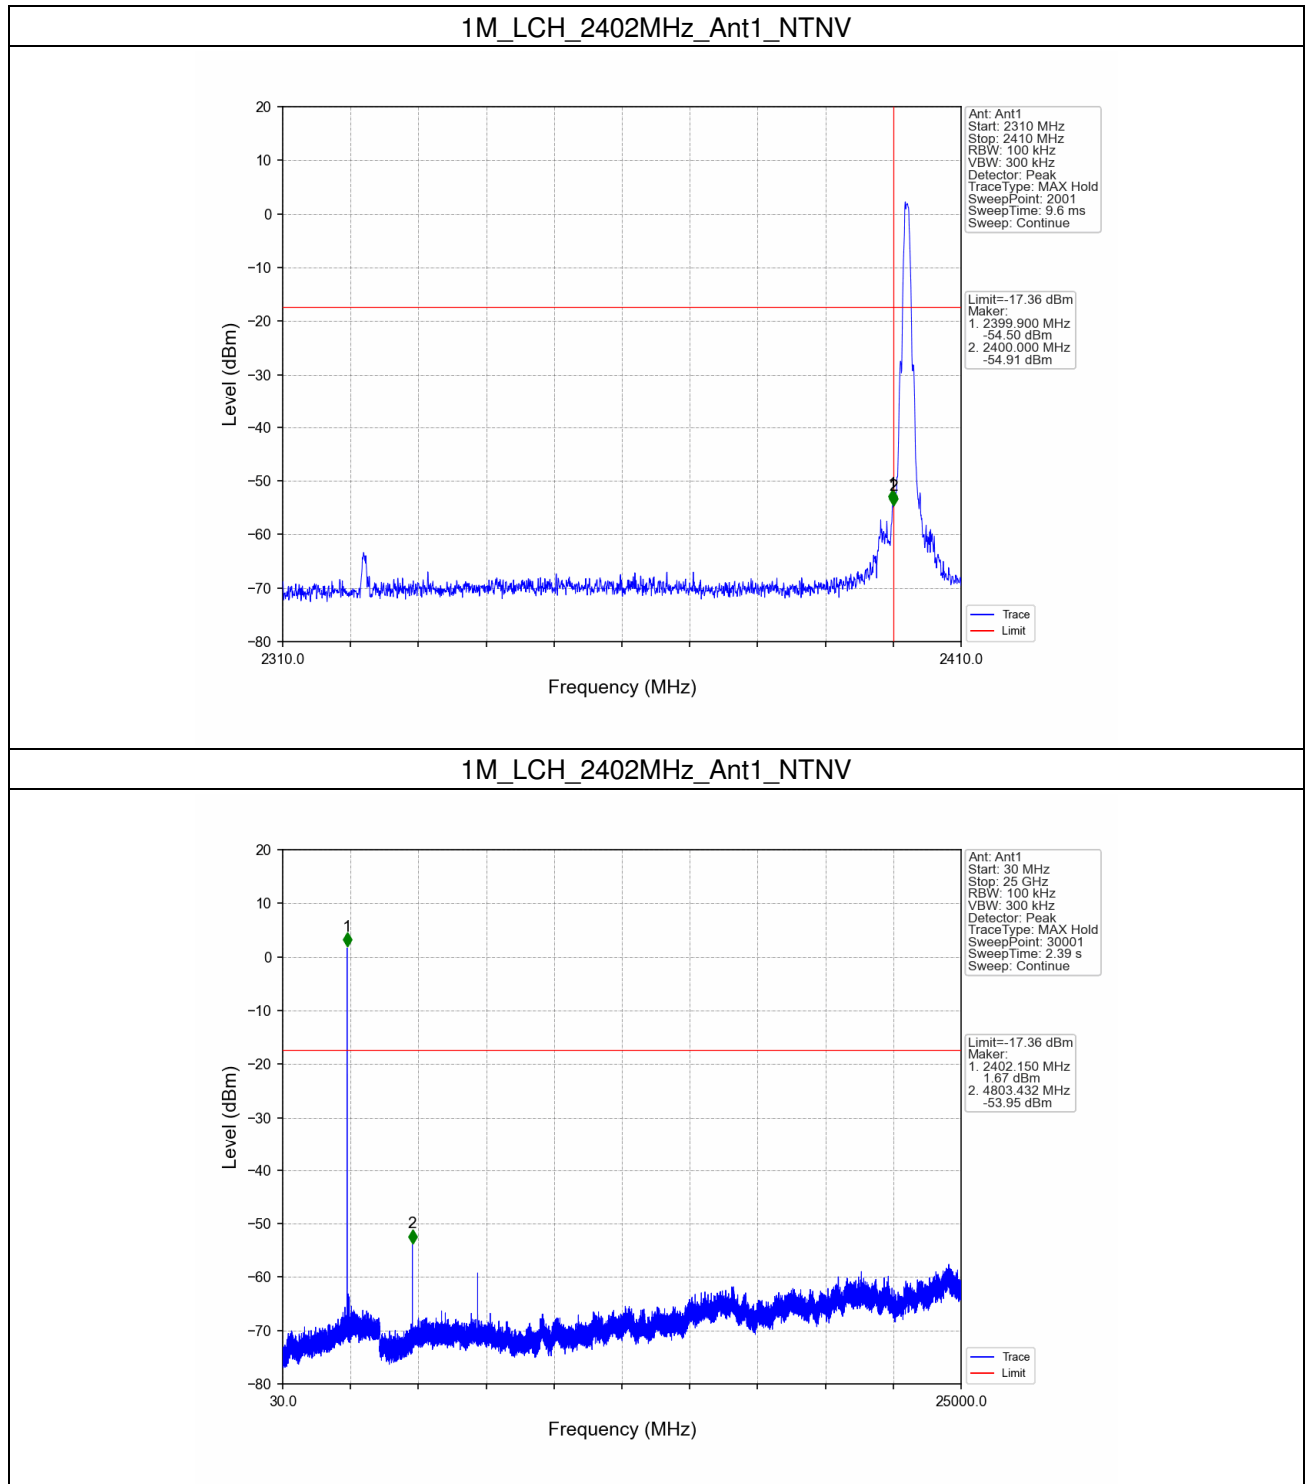 1M_LCH_2402MHz_Ant1_NTNV
20
10
0
−10
−20
−30
−40
−50
−60
−70
−80
Level (dBm)
2310.0
2410.0
Frequency (MHz)
2
Ant: Ant1
Start: 2310 MHz
Stop: 2410 MHz
RBW: 100 kHz
VBW: 300 kHz
Detector: Peak
TraceType: MAX Hold
SweepPoint: 2001
SweepTime: 9.6 ms
Sweep: Continue
Limit=-17.36 dBm
Maker:
1. 2399.900 MHz
-54.50 dBm
2. 2400.000 MHz
-54.91 dBm
Trace
Limit
1M_LCH_2402MHz_Ant1_NTNV
20
10
0
−10
−20
−30
−40
−50
−60
−70
−80
Level (dBm)
30.0
25000.0
Frequency (MHz)
1
2
Ant: Ant1
Start: 30 MHz
Stop: 25 GHz
RBW: 100 kHz
VBW: 300 kHz
Detector: Peak
TraceType: MAX Hold
SweepPoint: 30001
SweepTime: 2.39 s
Sweep: Continue
Limit=-17.36 dBm
Maker:
1. 2402.150 MHz
1.67 dBm
2. 4803.432 MHz
-53.95 dBm
Trace
Limit